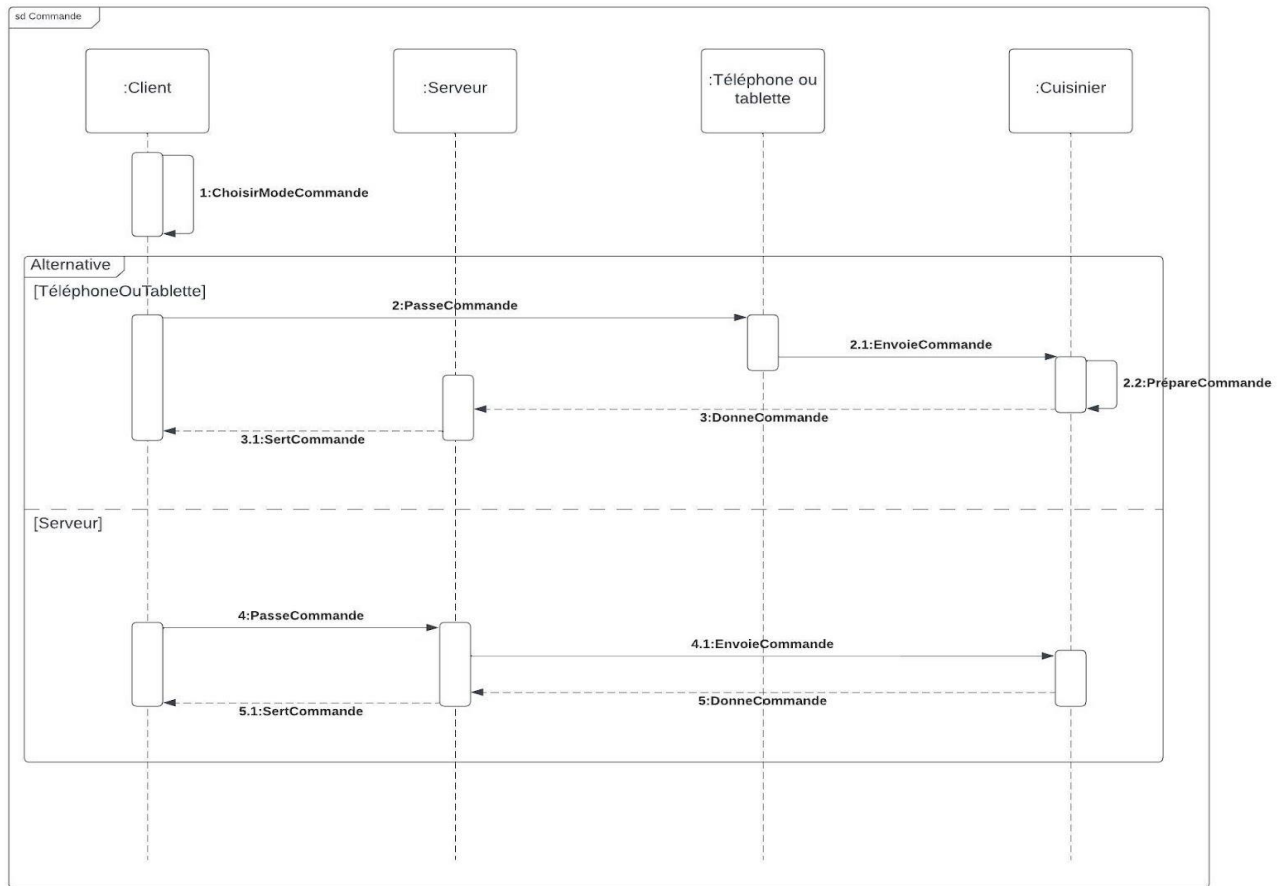 sd Commande
:Client
:Serveur
:Téléphone ou
tablette
:Cuisinier
1:ChoisirModeCommande
Alternative
[TéléphoneOuTablette]
2:PasseCommande
2.1:EnvoieCommande
2.2:PrépareCommande
3:DonneCommande
3.1:SertCommande
[Serveur]
4:PasseCommande
4.1:EnvoieCommande
5:DonneCommande
5.1:SertCommande